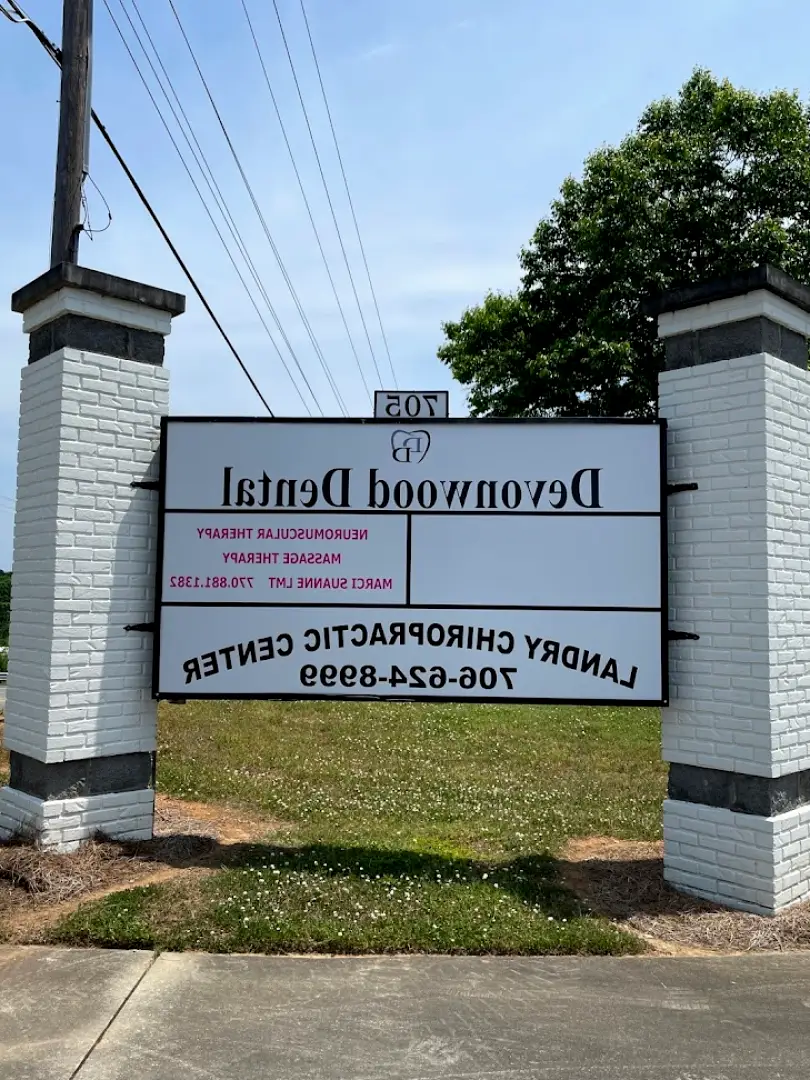 705
DB
Devonwood Dental
NEUROMUSCULAR THERAPY
MASSAGE THERAPY
MARCI SUANNE LMT 770.881.1382
LANDRY CHIROPRACTIC CENTER
706-624-8999